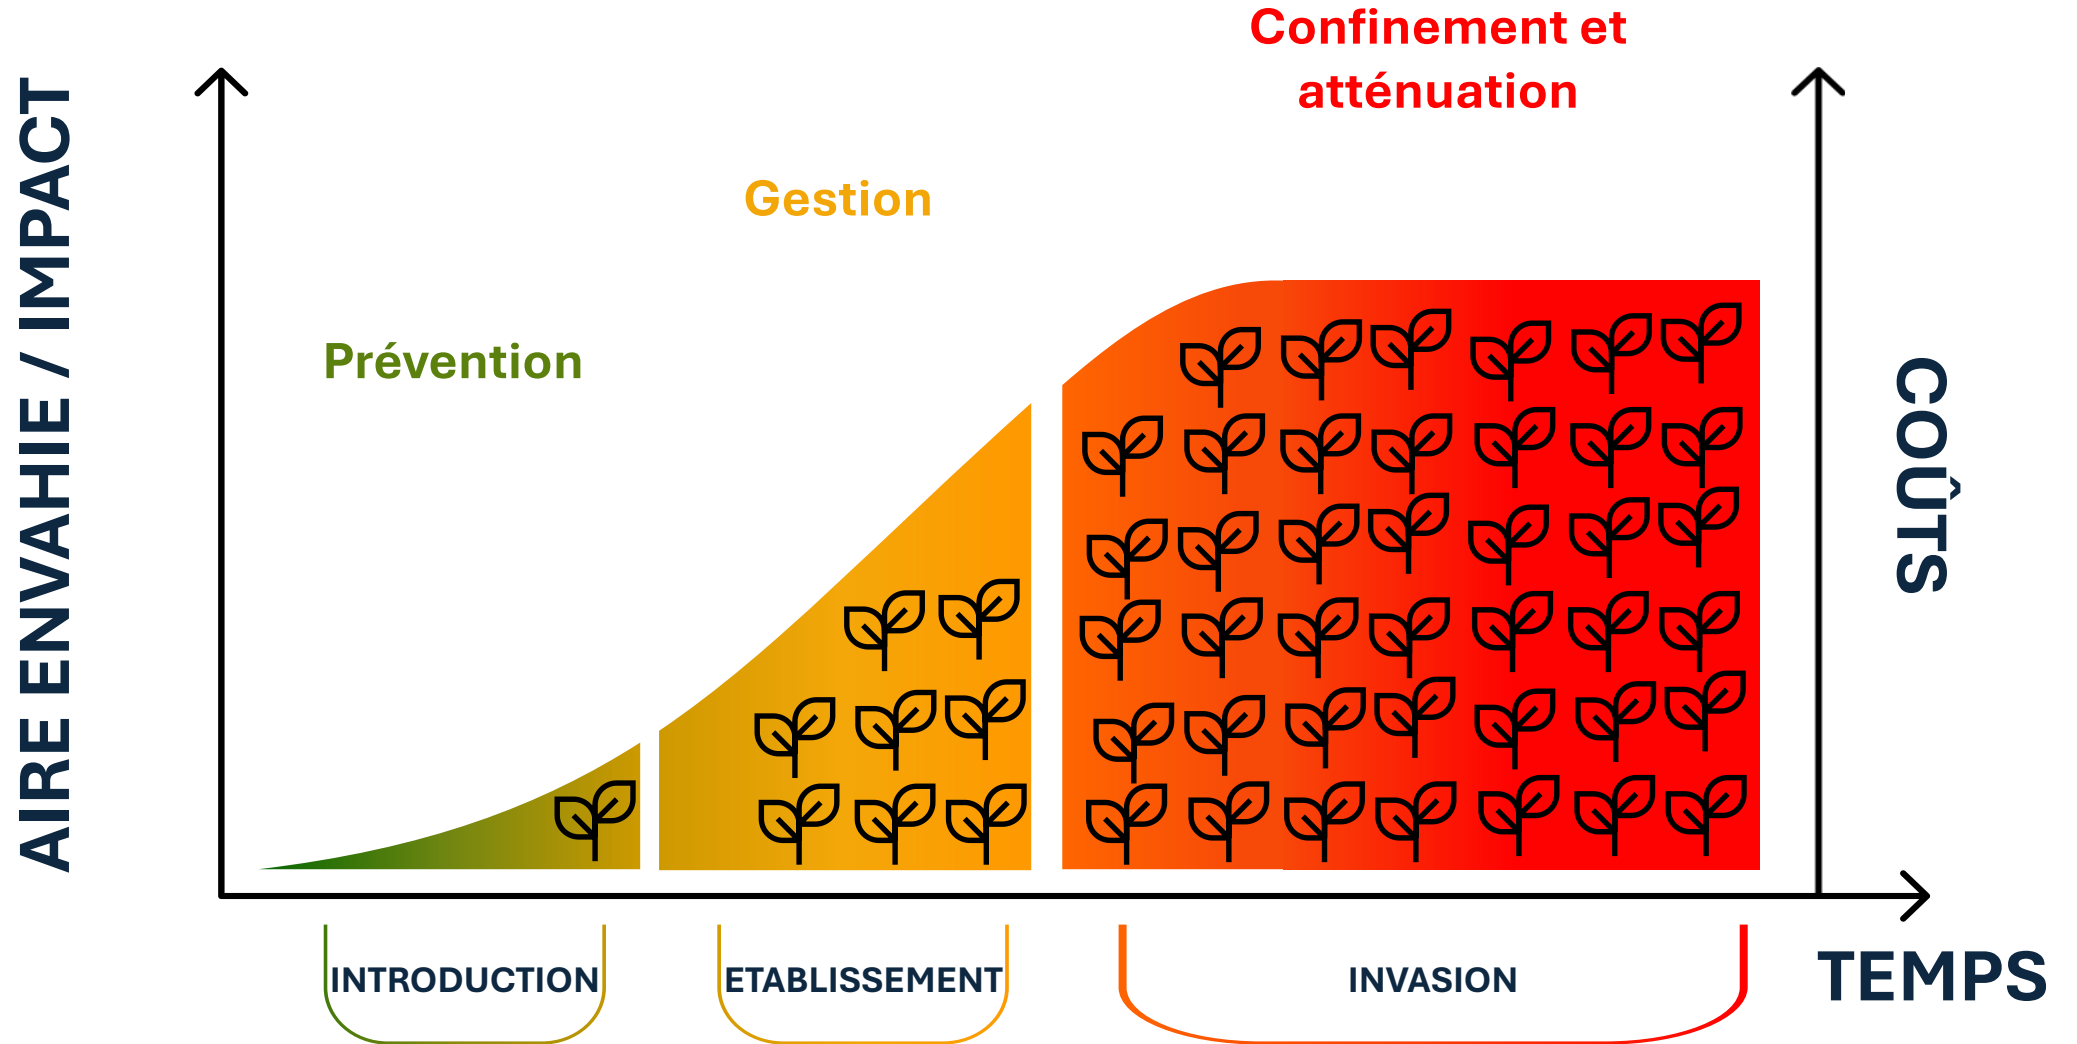 Confinement et
atténuation
Gestion
Prévention
AIRE ENVAHIE / IMPACT
COÛTS
INTRODUCTION
ETABLISSEMENT
INVASION
TEMPS